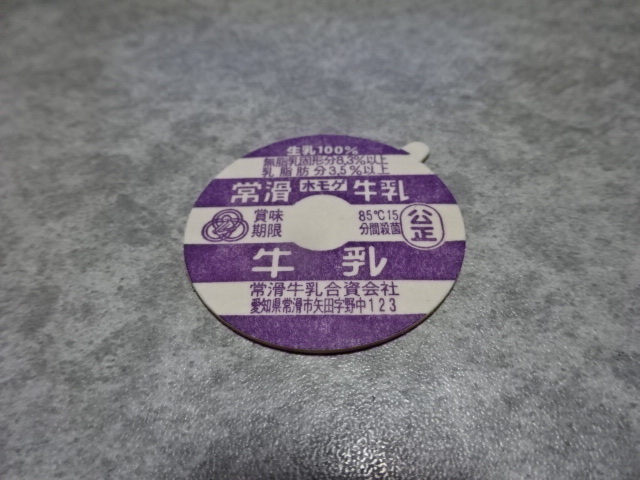 生乳100%
無脂乳固形分8.3%以上
乳脂肪分3.5%以上
常滑 ホモゲ 牛乳
賞味期限 85℃15分間殺菌 公正
牛乳
常滑牛乳合資会社
愛知県常滑市矢田字野中123